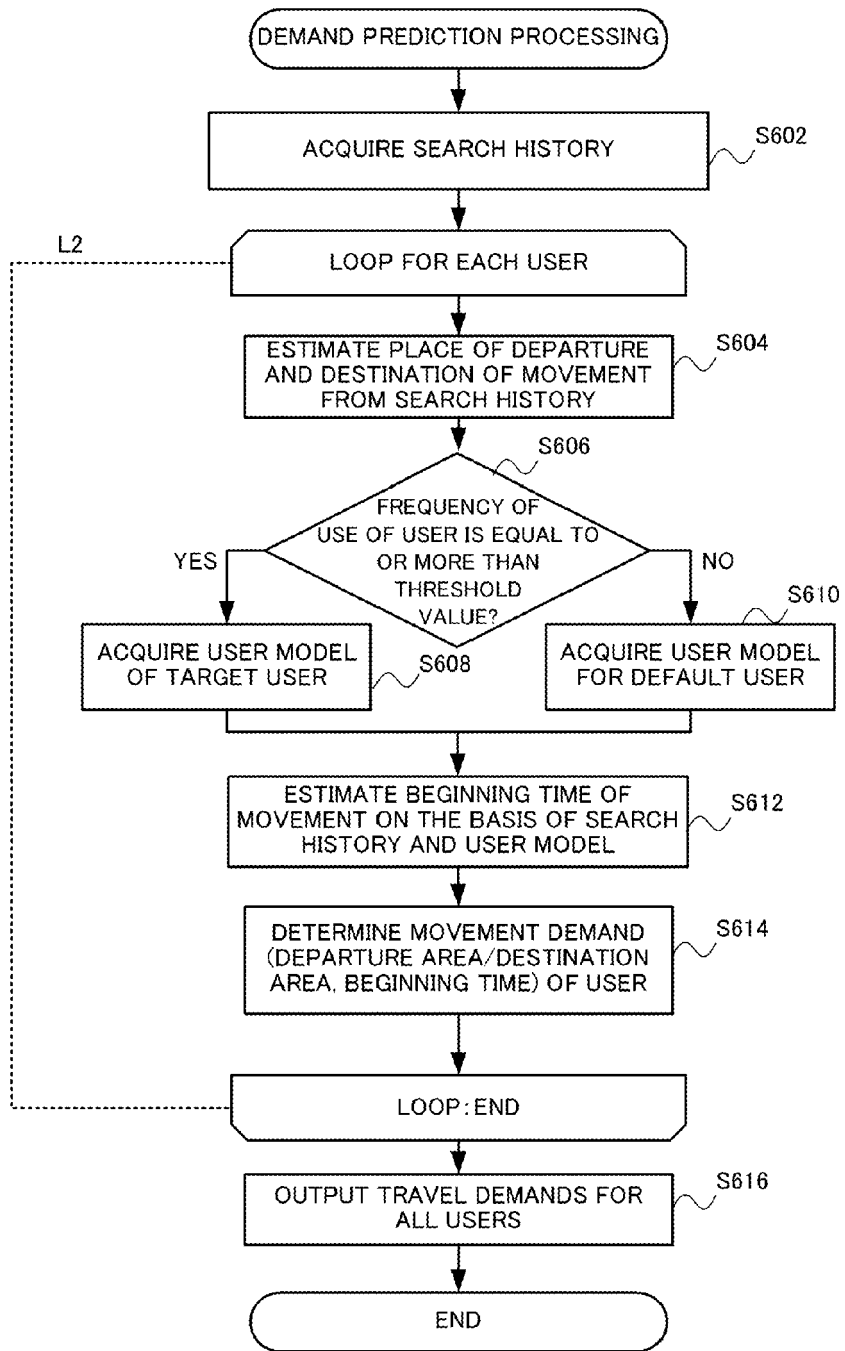 DEMAND PREDICTION PROCESSING
ACQUIRE SEARCH HISTORY
S602
L2
LOOP FOR EACH USER
ESTIMATE PLACE OF DEPARTURE
AND DESTINATION OF MOVEMENT
FROM SEARCH HISTORY
S604
S606
FREQUENCY OF
USE OF USER IS EQUAL TO
OR MORE THAN
THRESHOLD
VALUE?
YES
NO
ACQUIRE USER MODEL
OF TARGET USER
S608
S610
ACQUIRE USER MODEL
FOR DEFAULT USER
ESTIMATE BEGINNING TIME OF
MOVEMENT ON THE BASIS OF SEARCH
HISTORY AND USER MODEL
S612
DETERMINE MOVEMENT DEMAND
(DEPARTURE AREA/DESTINATION
AREA, BEGINNING TIME) OF USER
S614
LOOP:END
OUTPUT TRAVEL DEMANDS FOR
ALL USERS
S616
END